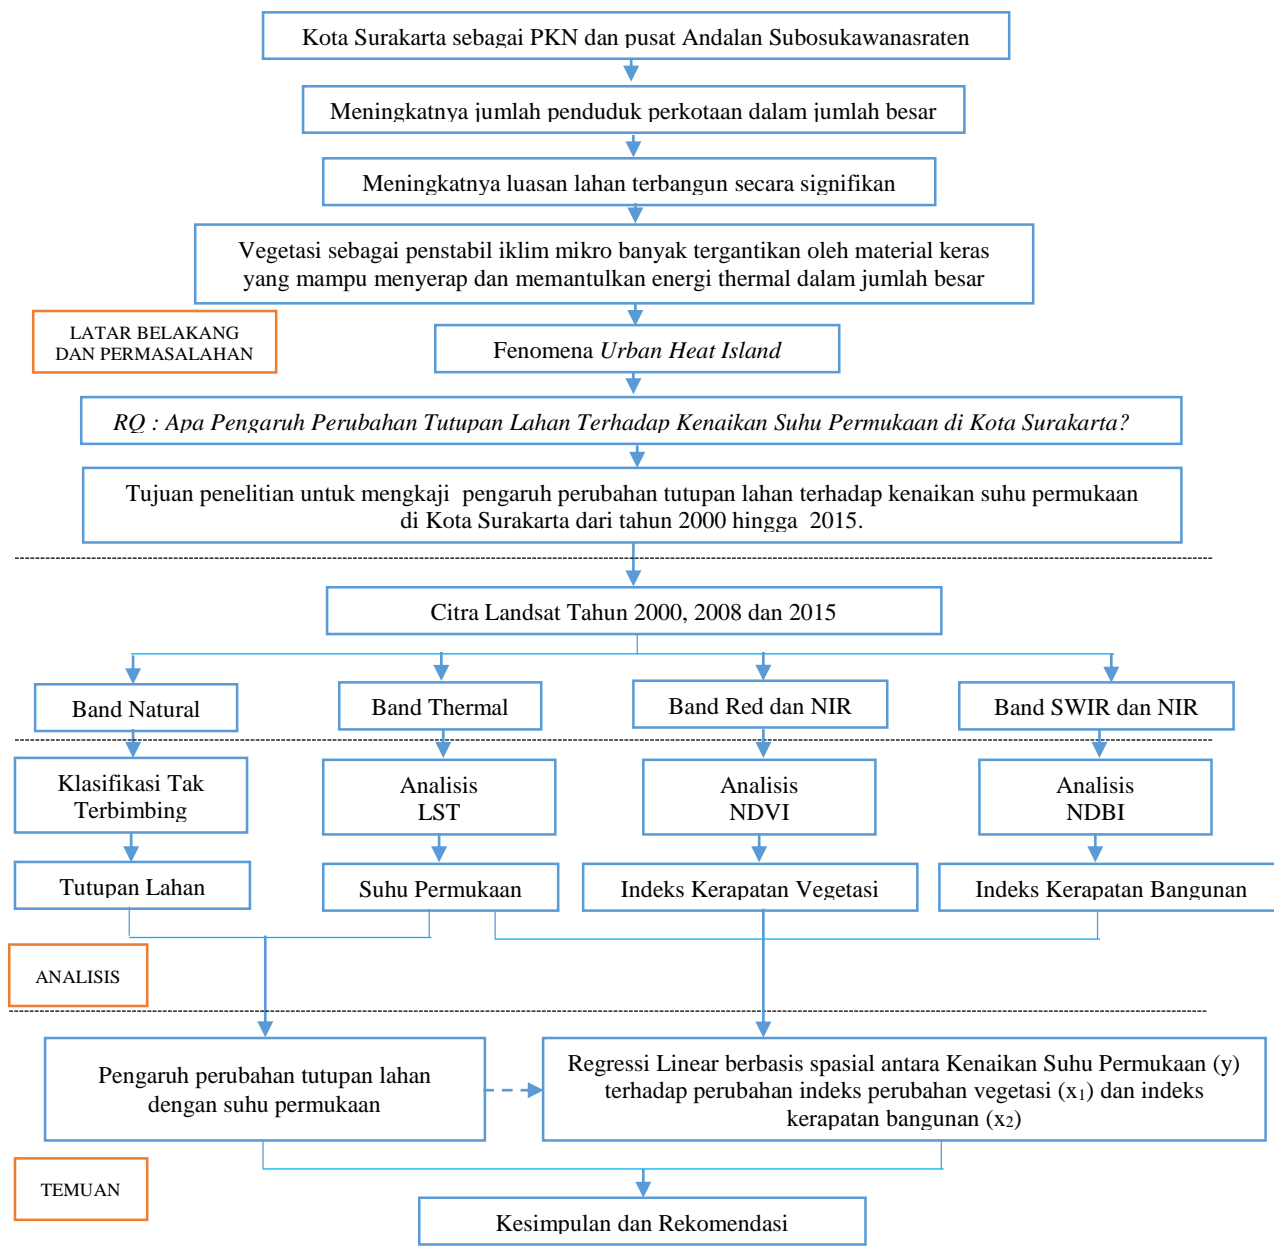 Kota Surakarta sebagai PKN dan pusat Andalan Subosukawanasraten
Meningkatnya jumlah penduduk perkotaan dalam jumlah besar
Meningkatnya luasan lahan terbangun secara signifikan
Vegetasi sebagai penstabil iklim mikro banyak tergantikan oleh material keras
yang mampu menyerap dan memantulkan energi thermal dalam jumlah besar
LATAR BELAKANG
DAN PERMASALAHAN
Fenomena Urban Heat Island
RQ : Apa Pengaruh Perubahan Tutupan Lahan Terhadap Kenaikan Suhu Permukaan di Kota Surakarta?
Tujuan penelitian untuk mengkaji  pengaruh perubahan tutupan lahan terhadap kenaikan suhu permukaan
di Kota Surakarta dari tahun 2000 hingga  2015.
Citra Landsat Tahun 2000, 2008 dan 2015
Band Natural
Band Thermal
Band Red dan NIR
Band SWIR dan NIR
Klasifikasi Tak
Terbimbing
Analisis
LST
Analisis
NDVI
Analisis
NDBI
Tutupan Lahan
Suhu Permukaan
Indeks Kerapatan Vegetasi
Indeks Kerapatan Bangunan
ANALISIS
Pengaruh perubahan tutupan lahan
dengan suhu permukaan
Regressi Linear berbasis spasial antara Kenaikan Suhu Permukaan (y)
terhadap perubahan indeks perubahan vegetasi (x₁) dan indeks
kerapatan bangunan (x₂)
TEMUAN
Kesimpulan dan Rekomendasi